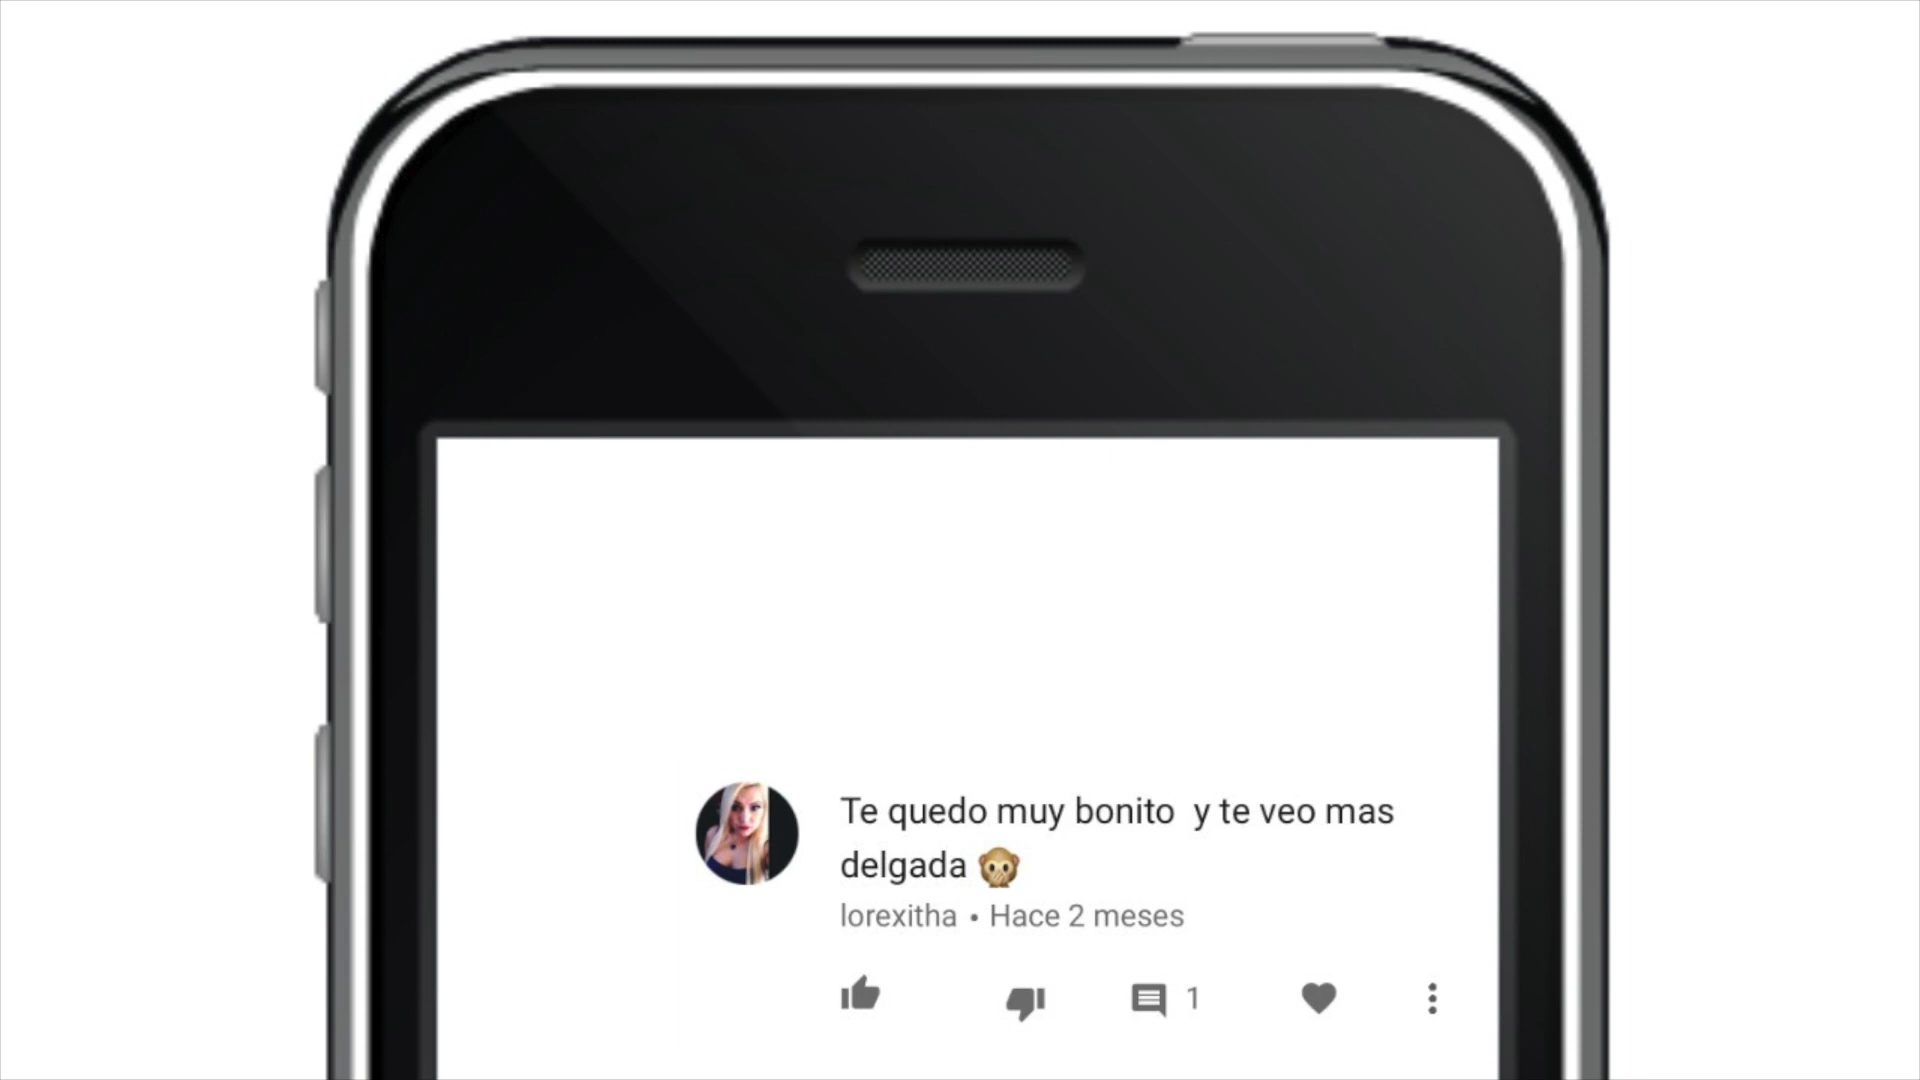 Te quedo muy bonito  y te veo mas
delgada 🙊
lorexitha • Hace 2 meses
1